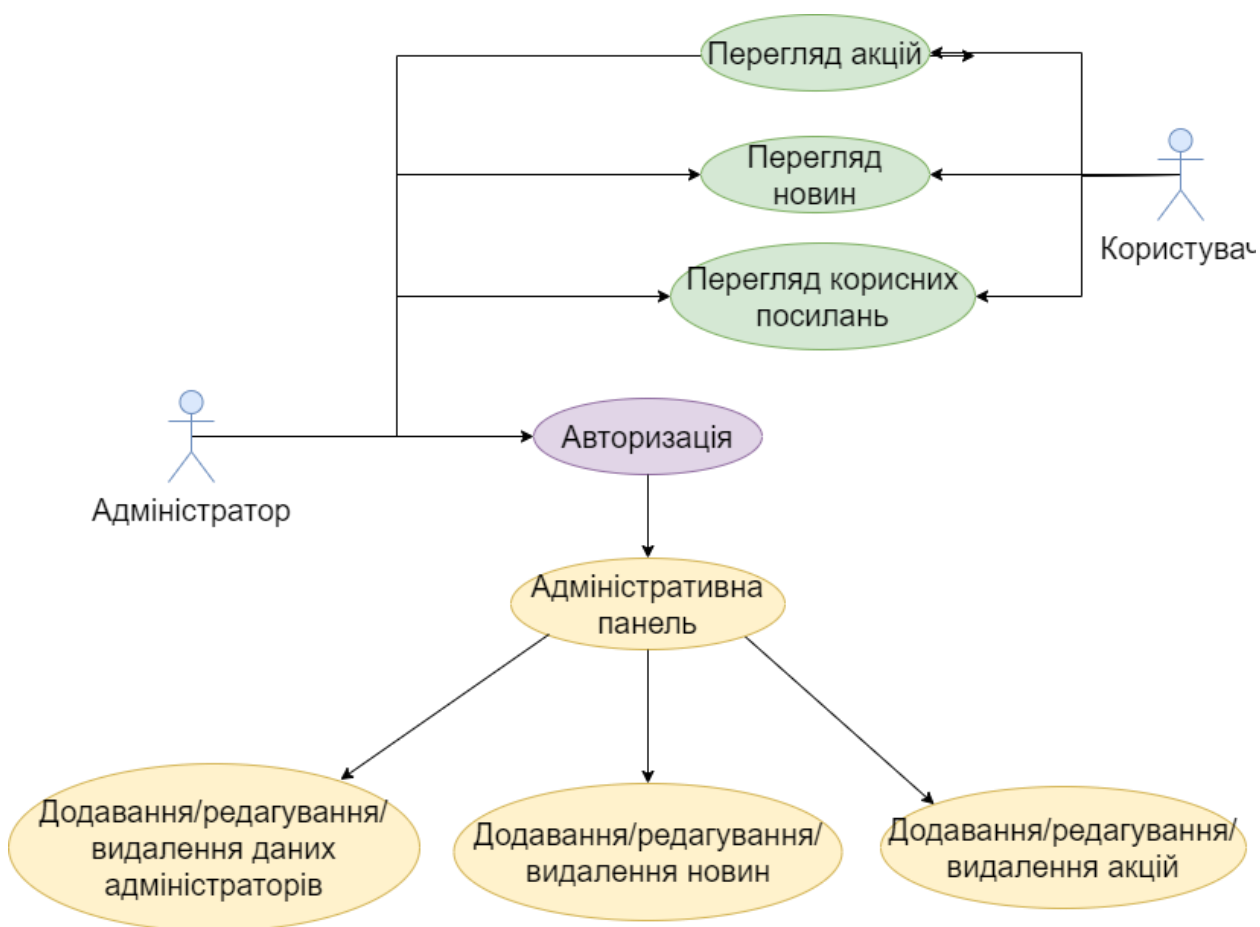 Перегляд акцій
Перегляд
новин
Користувач
Перегляд корисних
посилань
Авторизація
Адміністратор
Адміністративна
панель
Додавання/редагування/
видалення даних
адміністраторів
Додавання/редагування/
видалення новин
Додавання/редагування/
видалення акцій